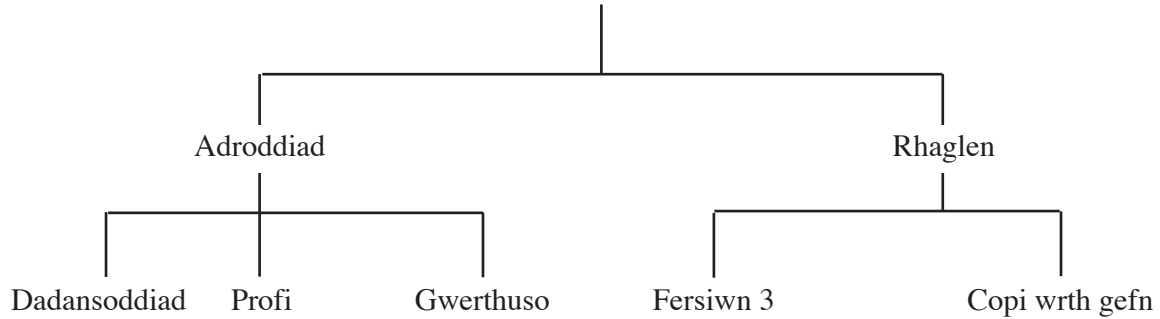 Adroddiad Rhaglen
Dadansoddiad Profi Gwerthuso Fersiwn 3 Copi wrth gefn